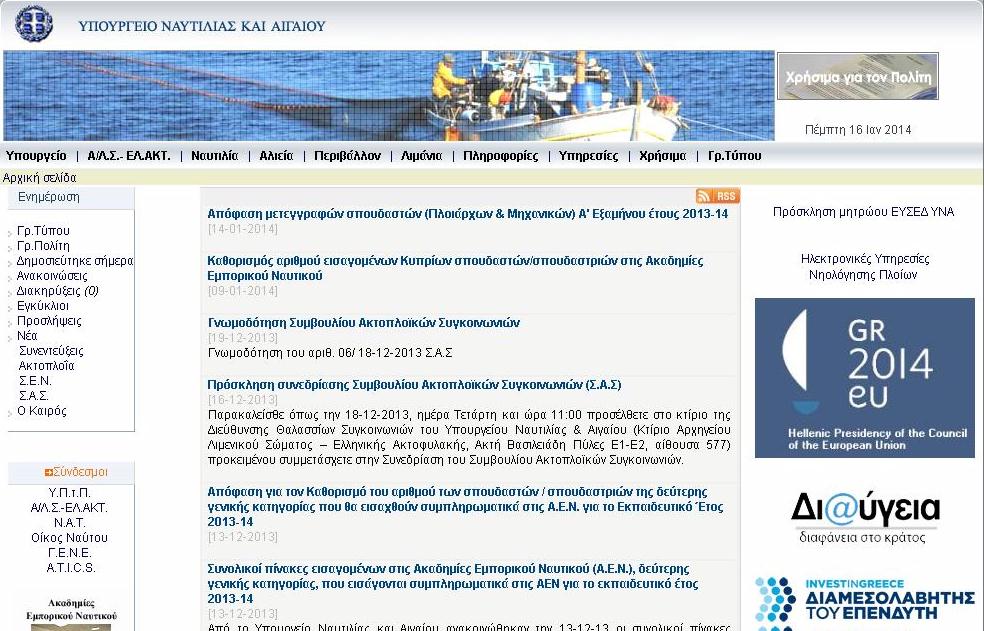 ΥΠΟΥΡΓΕΙΟ ΝΑΥΤΙΛΙΑΣ ΚΑΙ ΑΙΓΑΙΟΥ
Χρήσιμα για τον Πολίτη
Πέμπτη 16 Ιαν 2014
Υπουργείο | Α/Λ.Σ.- ΕΛ.ΑΚΤ. | Ναυτιλία | Αλιεία | Περιβάλλον | Λιμάνια | Πληροφορίες | Υπηρεσίες | Χρήσιμα | Γρ.Τύπου
Αρχική σελίδα
Ενημέρωση
Γρ.Τύπου
Γρ.Πολίτη
Δημοσιεύτηκε σήμερα
Ανακοινώσεις
Διακηρύξεις (0)
Εγκύκλιοι
Προσλήψεις
Νέα
Συνεντεύξεις
Ακτοπλοΐα
Σ.Ε.Ν.
Σ.Α.Σ.
Ο Καιρός
Σύνδεσμοι
Υ.Π.τ.Π.
Α/Λ.Σ.-ΕΛ.ΑΚΤ.
Ν.Α.Τ.
Οίκος Ναύτου
Γ.Ε.Ν.Ε.
A.T.I.C.S.
Ακαδημίες
Εμπορικού Ναυτικού
RSS
Απόφαση μετεγγραφών σπουδαστών (Πλοιάρχων & Μηχανικών) Α' Εξαμήνου έτους 2013-14
[14-01-2014]
Καθορισμός αριθμού εισαγομένων Κυπρίων σπουδαστών/σπουδαστριών στις Ακαδημίες
Εμπορικού Ναυτικού
[09-01-2014]
Γνωμοδότηση Συμβουλίου Ακτοπλοϊκών Συγκοινωνιών
[19-12-2013]
Γνωμοδότηση του αριθ. 06/ 18-12-2013 Σ.Α.Σ
Πρόσκληση συνεδρίασης Συμβουλίου Ακτοπλοϊκών Συγκοινωνιών (Σ.Α.Σ)
[16-12-2013]
Παρακαλείσθε όπως την 18-12-2013, ημέρα Τετάρτη και ώρα 11:00 προσέλθετε στο κτίριο της
Διεύθυνσης Θαλασσίων Συγκοινωνιών του Υπουργείου Ναυτιλίας & Αιγαίου (Κτίριο Αρχηγείου
Λιμενικού Σώματος – Ελληνικής Ακτοφυλακής, Ακτή Βασιλειάδη Πύλες Ε1-Ε2, αίθουσα 577)
προκειμένου συμμετάσχετε στην Συνεδρίαση του Συμβουλίου Ακτοπλοϊκών Συγκοινωνιών.
Απόφαση για τον Καθορισμό του αριθμού των σπουδαστών / σπουδαστριών της δεύτερης
γενικής κατηγορίας που θα εισαχθούν συμπληρωματικά στις Α.Ε.Ν. για το Εκπαιδευτικό Έτος
2013-14
[13-12-2013]
Συνολικοί πίνακες εισαγομένων στις Ακαδημίες Εμπορικού Ναυτικού (Α.Ε.Ν.), δεύτερης
γενικής κατηγορίας, που εισάγονται συμπληρωματικά στις ΑΕΝ για το εκπαιδευτικό έτος
2013-14
[13-12-2013]
Από το Υπουργείο Ναυτιλίας και Αιγαίου ανακοινώθηκαν την 13-12-13 οι συνολικοί πίνακες
Πρόσκληση μητρώου ΕΥΣΕΔ ΥΝΑ
Ηλεκτρονικές Υπηρεσίες
Νηολόγησης Πλοίων
GR
2014
eu
Hellenic Presidency of the Council
of the European Union
Δι@ύγεια
διαφάνεια στο κράτος
INVESTINGREECE
ΔΙΑΜΕΣΟΛΑΒΗΤΗΣ
ΤΟΥ ΕΠΕΝΔΥΤΗ